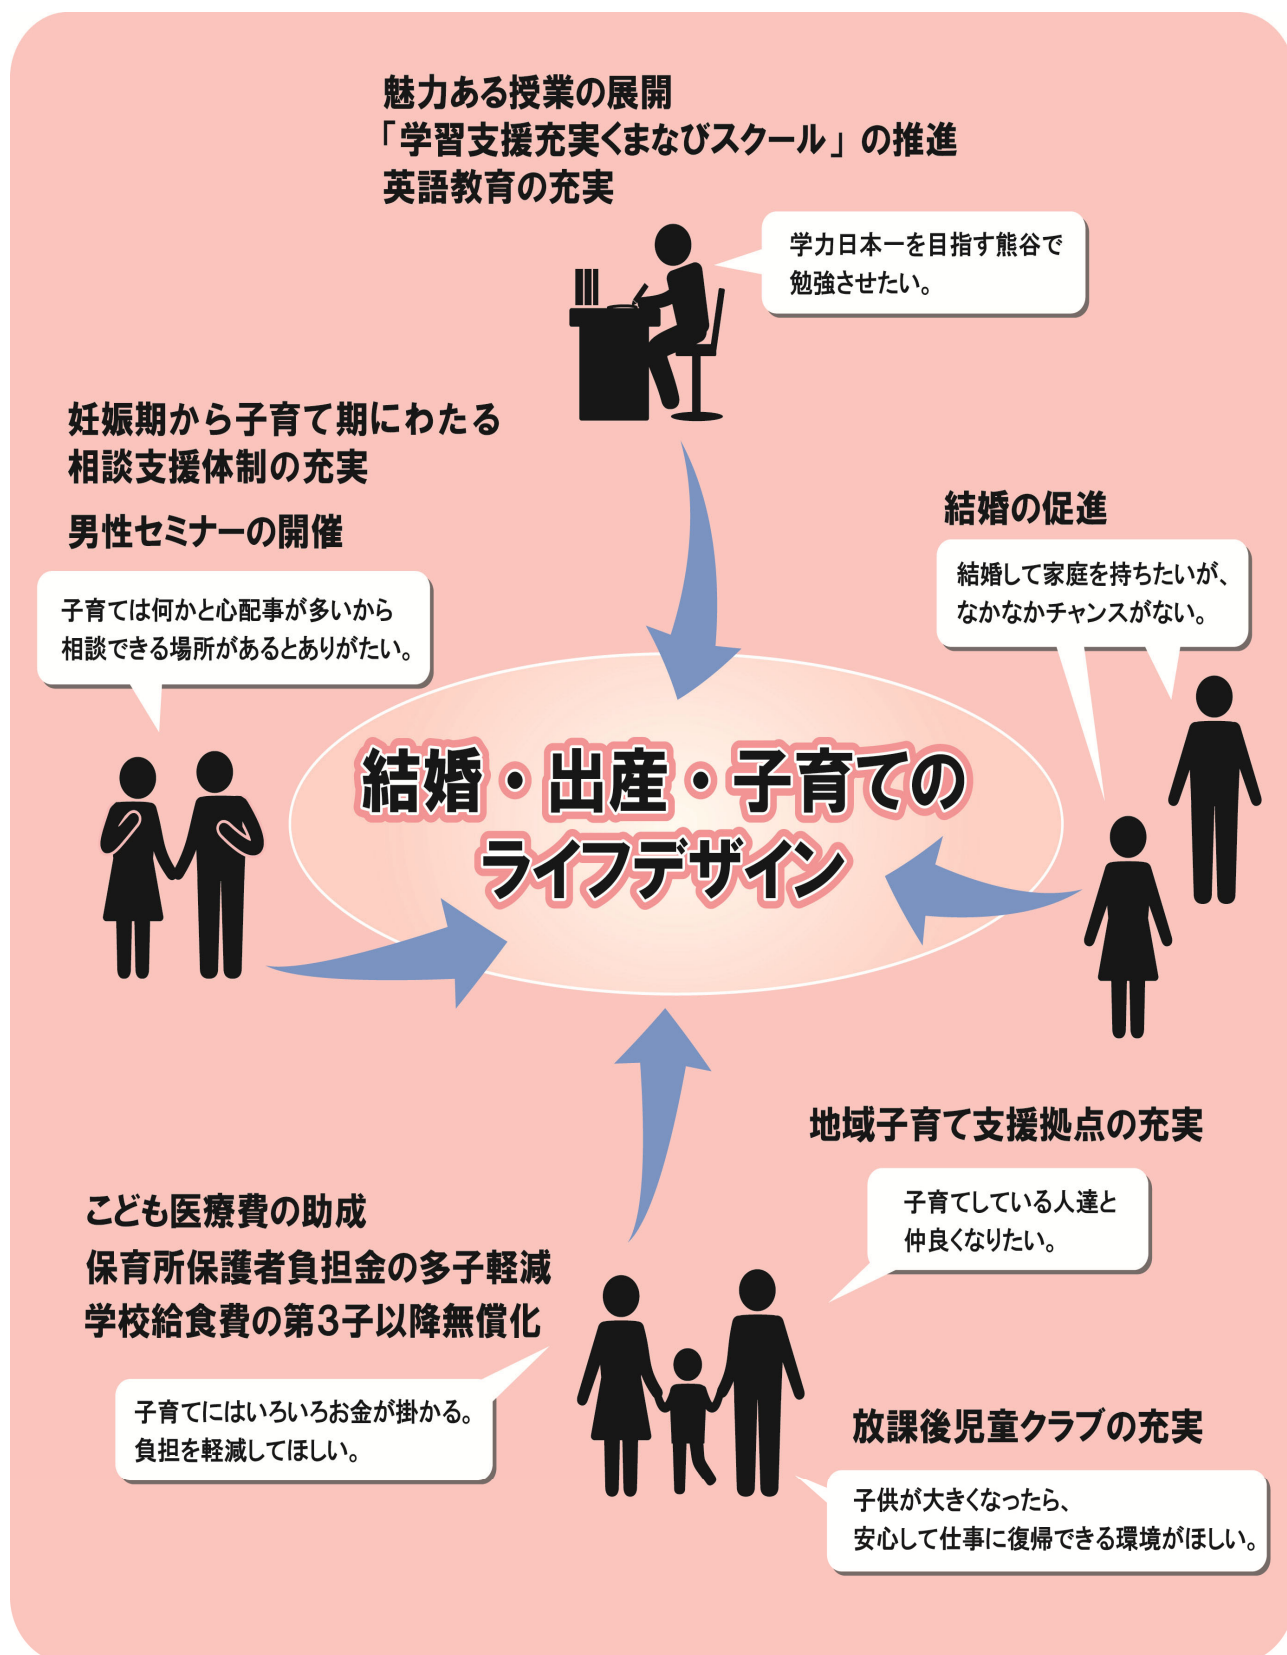 魅力ある授業の展開
「学習支援充実くまなびスクール」の推進
英語教育の充実
学力日本一を目指す熊谷で
勉強させたい。
妊娠期から子育て期にわたる
相談支援体制の充実
男性セミナーの開催
子育ては何かと心配事が多いから
相談できる場所があるとありがたい。
結婚の促進
結婚して家庭を持ちたいが、
なかなかチャンスがない。
結婚・出産・子育ての
ライフデザイン
地域子育て支援拠点の充実
子育てしている人達と
仲良くなりたい。
こども医療費の助成
保育所保護者負担金の多子軽減
学校給食費の第3子以降無償化
子育てにはいろいろお金が掛かる。
負担を軽減してほしい。
放課後児童クラブの充実
子供が大きくなったら、
安心して仕事に復帰できる環境がほしい。